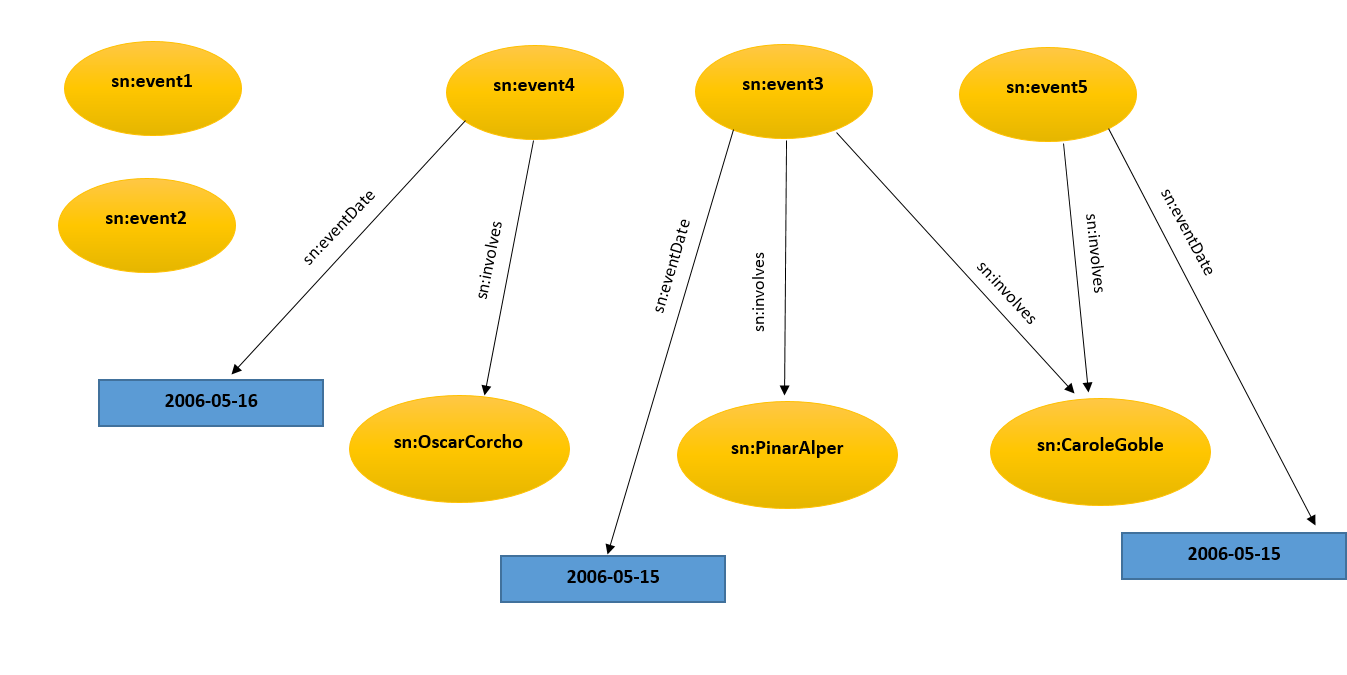 sn:event1
sn:event4
sn:event3
sn:event5
sn:event2
sn:eventDate
sn:involves
sn:eventDate
sn:involves
sn:involves
sn:involves
sn:eventDate
2006-05-16
sn:OscarCorcho
sn:PinarAlper
sn:CaroleGoble
2006-05-15
2006-05-15